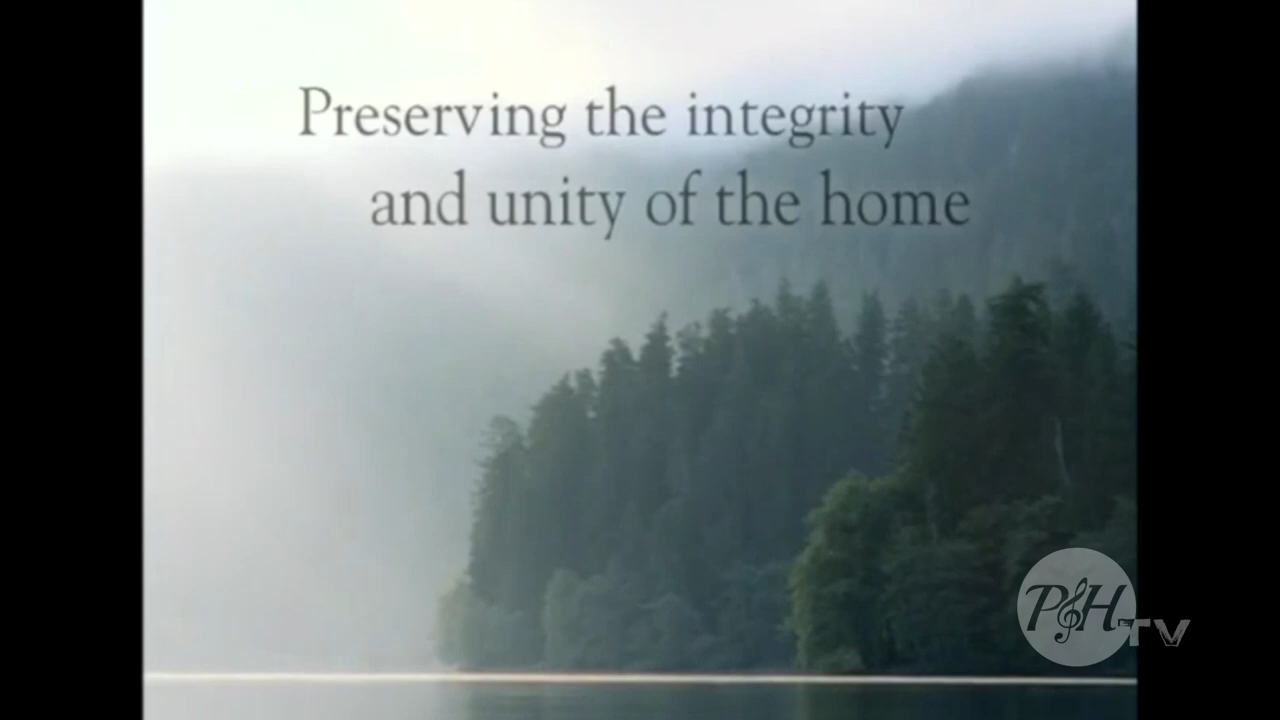 Preserving the integrity
and unity of the home
P&H
TV